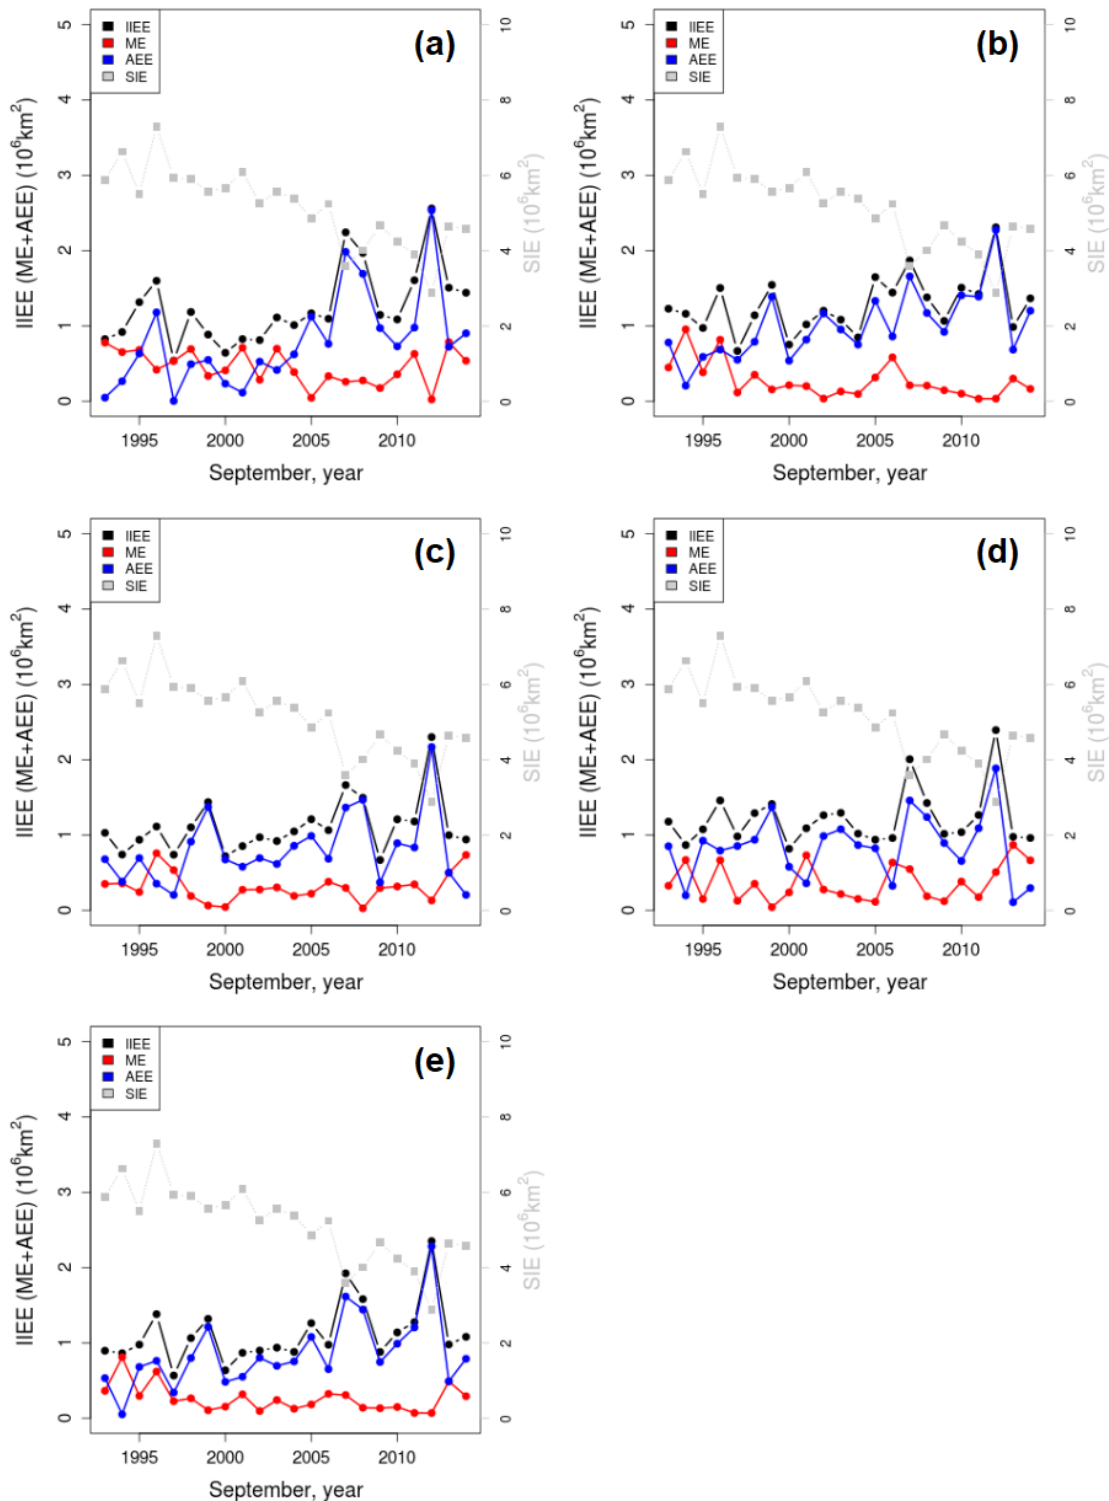 IIEE
ME
AEE
SIE
(a)
5
4
3
2
1
0
10
8
6
4
2
0
IIEE (ME+AEE) (10⁶km²)
SIE (10⁶km²)
1995 2000 2005 2010
September, year
IIEE
ME
AEE
SIE
(b)
5
4
3
2
1
0
10
8
6
4
2
0
IIEE (ME+AEE) (10⁶km²)
SIE (10⁶km²)
1995 2000 2005 2010
September, year
IIEE
ME
AEE
SIE
(c)
5
4
3
2
1
0
10
8
6
4
2
0
IIEE (ME+AEE) (10⁶km²)
SIE (10⁶km²)
1995 2000 2005 2010
September, year
IIEE
ME
AEE
SIE
(d)
5
4
3
2
1
0
10
8
6
4
2
0
IIEE (ME+AEE) (10⁶km²)
SIE (10⁶km²)
1995 2000 2005 2010
September, year
IIEE
ME
AEE
SIE
(e)
5
4
3
2
1
0
10
8
6
4
2
0
IIEE (ME+AEE) (10⁶km²)
SIE (10⁶km²)
1995 2000 2005 2010
September, year